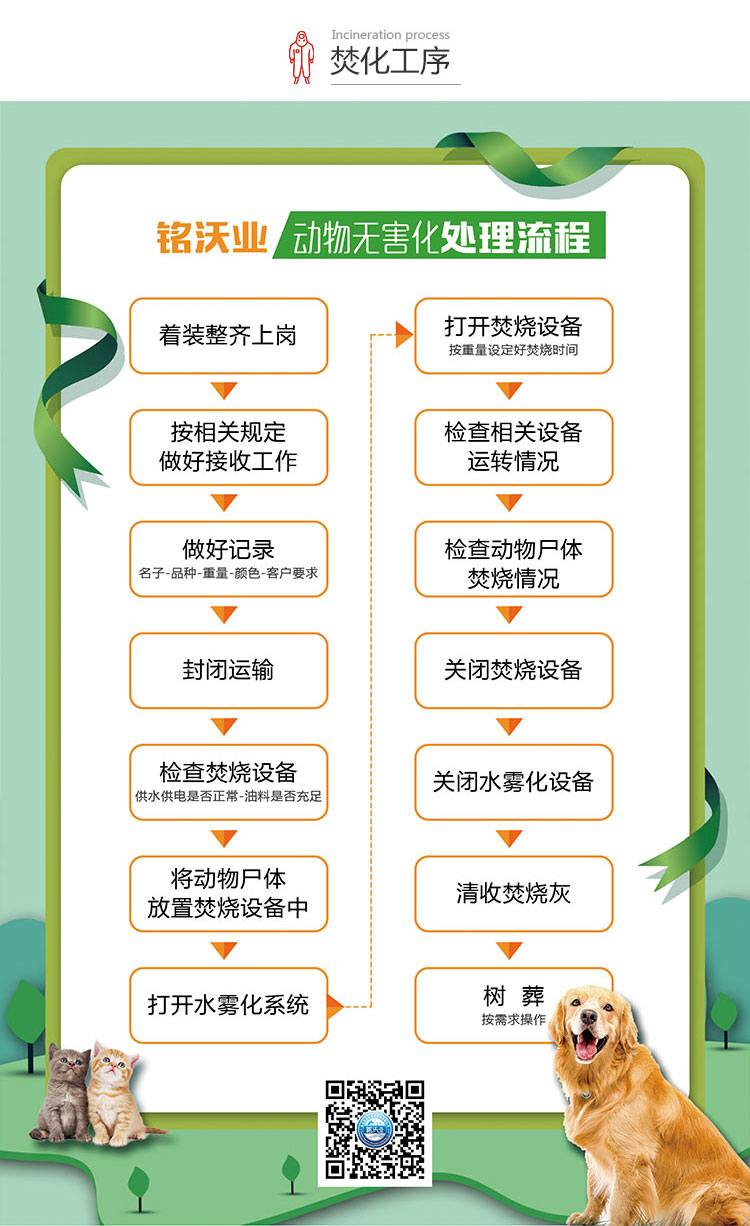 Incineration process
焚化工序
铭沃业 动物无害化处理流程
着装整齐上岗
按相关规定
做好接收工作
做好记录
名子-品种-重量-颜色-客户要求
封闭运输
检查焚烧设备
供水供电是否正常-油料是否充足
将动物尸体
放置焚烧设备中
打开水雾化系统
打开焚烧设备
按重量设定好焚烧时间
检查相关设备
运转情况
检查动物尸体
焚烧情况
关闭焚烧设备
关闭水雾化设备
清收焚烧灰
树 葬
按需求操作
铭沃业